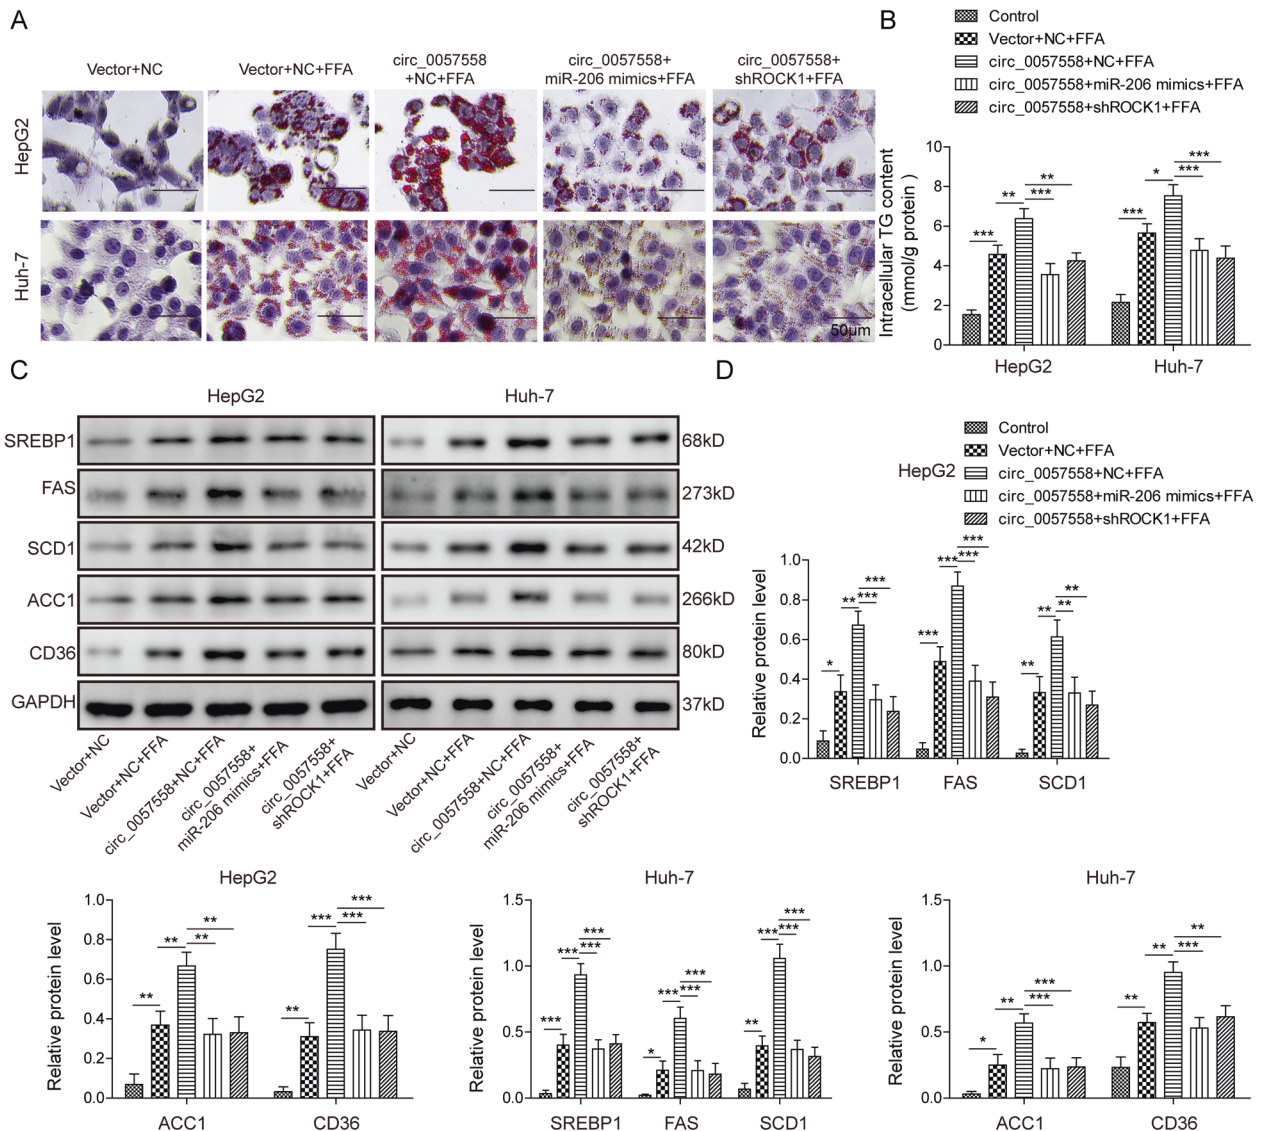 A
Vector+NC
Vector+NC+FFA
circ_0057558
+NC+FFA
circ_0057558+
miR-206 mimics+FFA
circ_0057558+
shROCK1+FFA
HepG2
Huh-7
50μm
B
Control
Vector+NC+FFA
circ_0057558+NC+FFA
circ_0057558+miR-206 mimics+FFA
circ_0057558+shROCK1+FFA
Intracellular TG content
(mmol/g protein )
10
8
6
4
2
0
***
**
***
**
***
*
***
***
HepG2
Huh-7
C
HepG2
Huh-7
SREBP1
68kD
FAS
273kD
SCD1
42kD
ACC1
266kD
CD36
80kD
GAPDH
37kD
Vector+NC
Vector+NC+FFA
circ_0057558+NC+FFA
circ_0057558+
miR-206 mimics+FFA
circ_0057558+
shROCK1+FFA
Vector+NC
Vector+NC+FFA
circ_0057558+NC+FFA
circ_0057558+
miR-206 mimics+FFA
circ_0057558+
shROCK1+FFA
D
HepG2
Control
Vector+NC+FFA
circ_0057558+NC+FFA
circ_0057558+miR-206 mimics+FFA
circ_0057558+shROCK1+FFA
Relative protein level
1.0
0.8
0.6
0.4
0.2
0.0
*
**
***
***
***
***
***
***
**
**
**
**
SREBP1
FAS
SCD1
HepG2
Relative protein level
1.0
0.8
0.6
0.4
0.2
0.0
**
**
**
**
**
***
***
***
ACC1
CD36
Huh-7
Relative protein level
1.5
1.0
0.5
0.0
***
***
***
***
*
***
***
***
**
***
***
***
SREBP1
FAS
SCD1
Huh-7
Relative protein level
1.5
1.0
0.5
0.0
*
**
***
***
**
**
***
**
ACC1
CD36